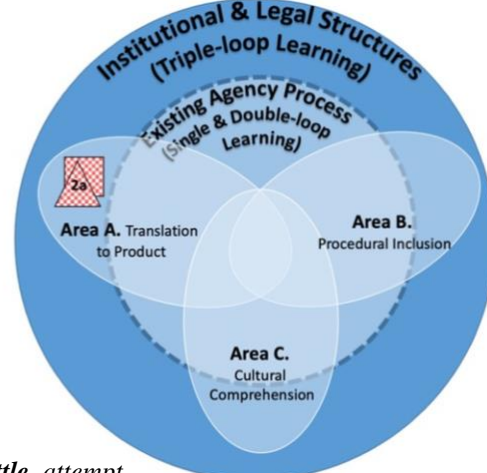 Institutional & Legal Structures
(Triple-loop Learning)
Existing Agency Process
(Single & Double-loop
Learning)
2a
Area A. Translation
to Product
Area B.
Procedural Inclusion
Area C.
Cultural
Comprehension
attempt